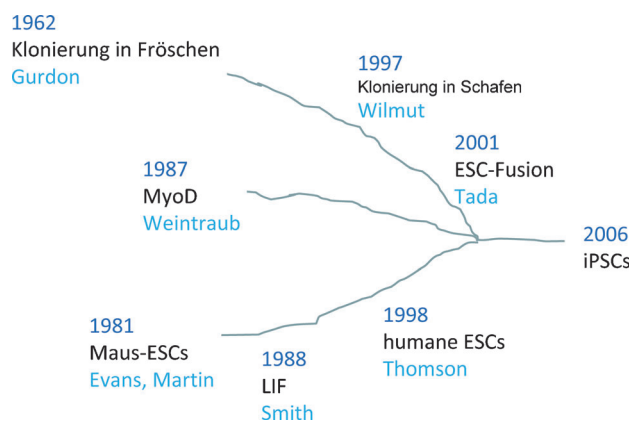 1962
Klonierung in Fröschen
Gurdon
1997
Klonierung in Schafen
Wilmut
2001
ESC-Fusion
Tada
1987
MyoD
Weintraub
2006
iPSCs
1981
Maus-ESCs
Evans, Martin
1988
LIF
Smith
1998
humane ESCs
Thomson